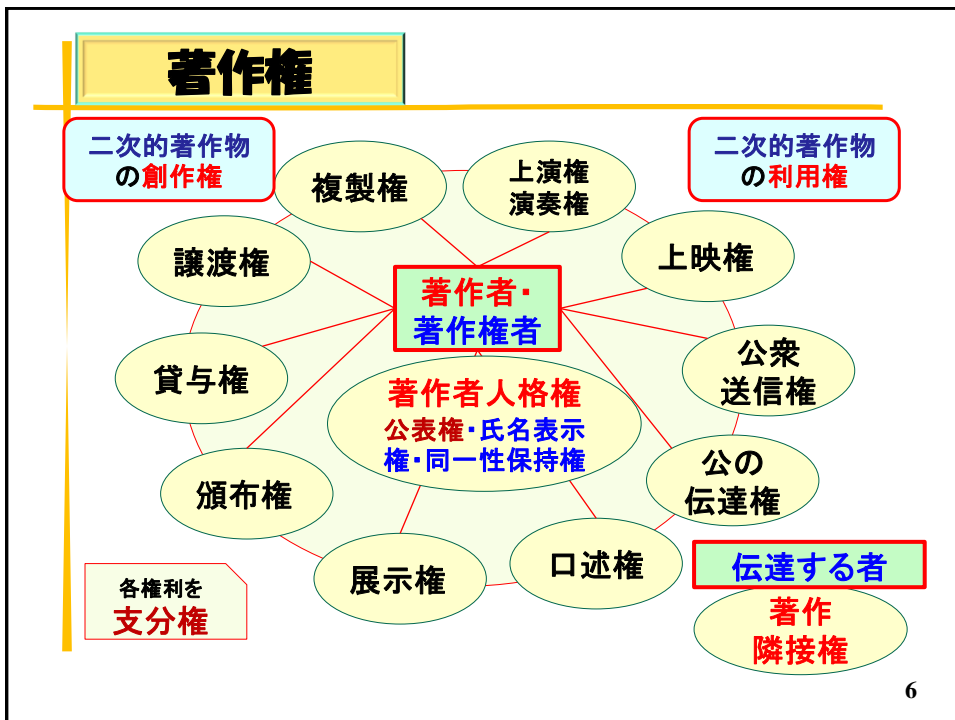 著作権
二次的著作物
の創作権
二次的著作物
の利用権
複製権
上演権
演奏権
譲渡権
上映権
著作者・
著作権者
貸与権
公衆
送信権
著作者人格権
公表権・氏名表示
権・同一性保持権
頒布権
公の
伝達権
展示権
口述権
各権利を
支分権
伝達する者
著作
隣接権
6